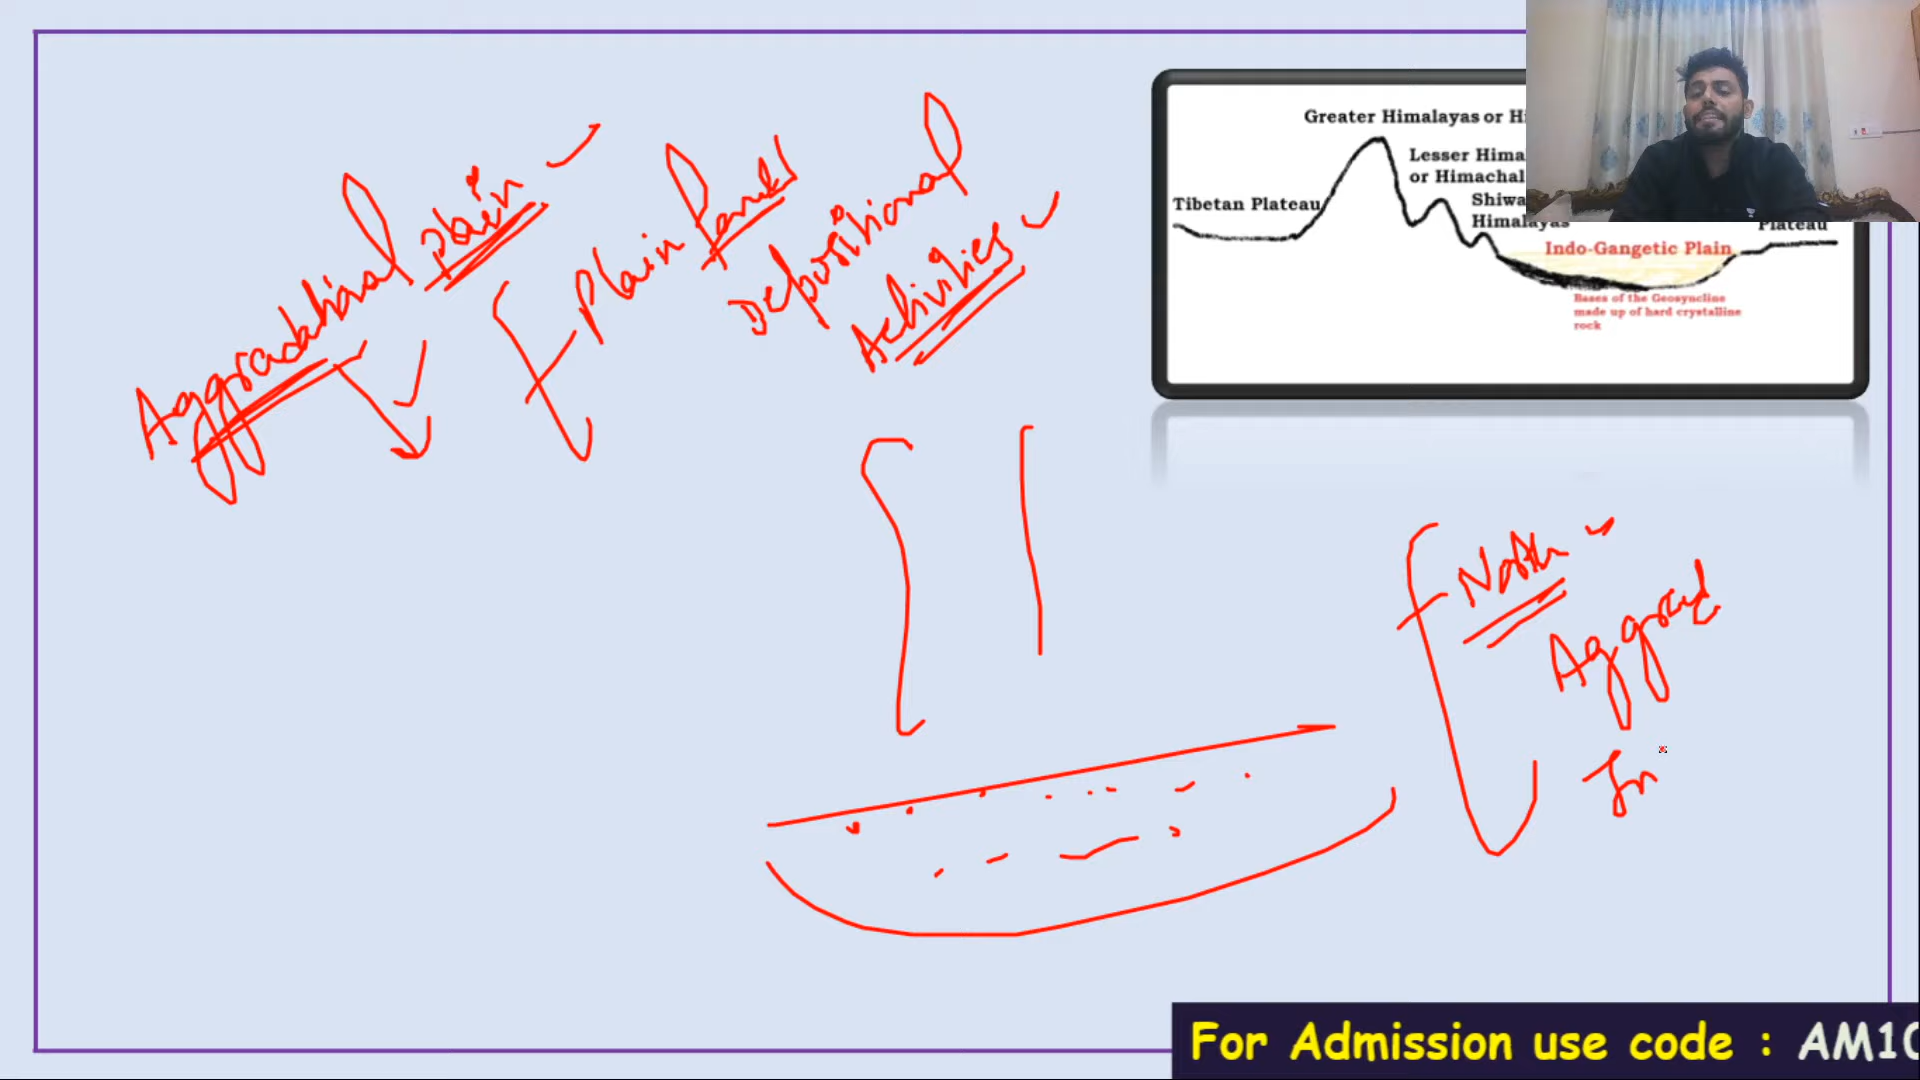 Aggradational plain
Plain lands
Depositional
Activities
Greater Himalayas or Hi
Lesser Hima
or Himachal
Shiwa
Himalayas
Tibetan Plateau
Plateau
Indo-Gangetic Plain
Bases of the Geosyncline
made up of hard crystalline
rock
North
Aggrad
In
For Admission use code : AM10